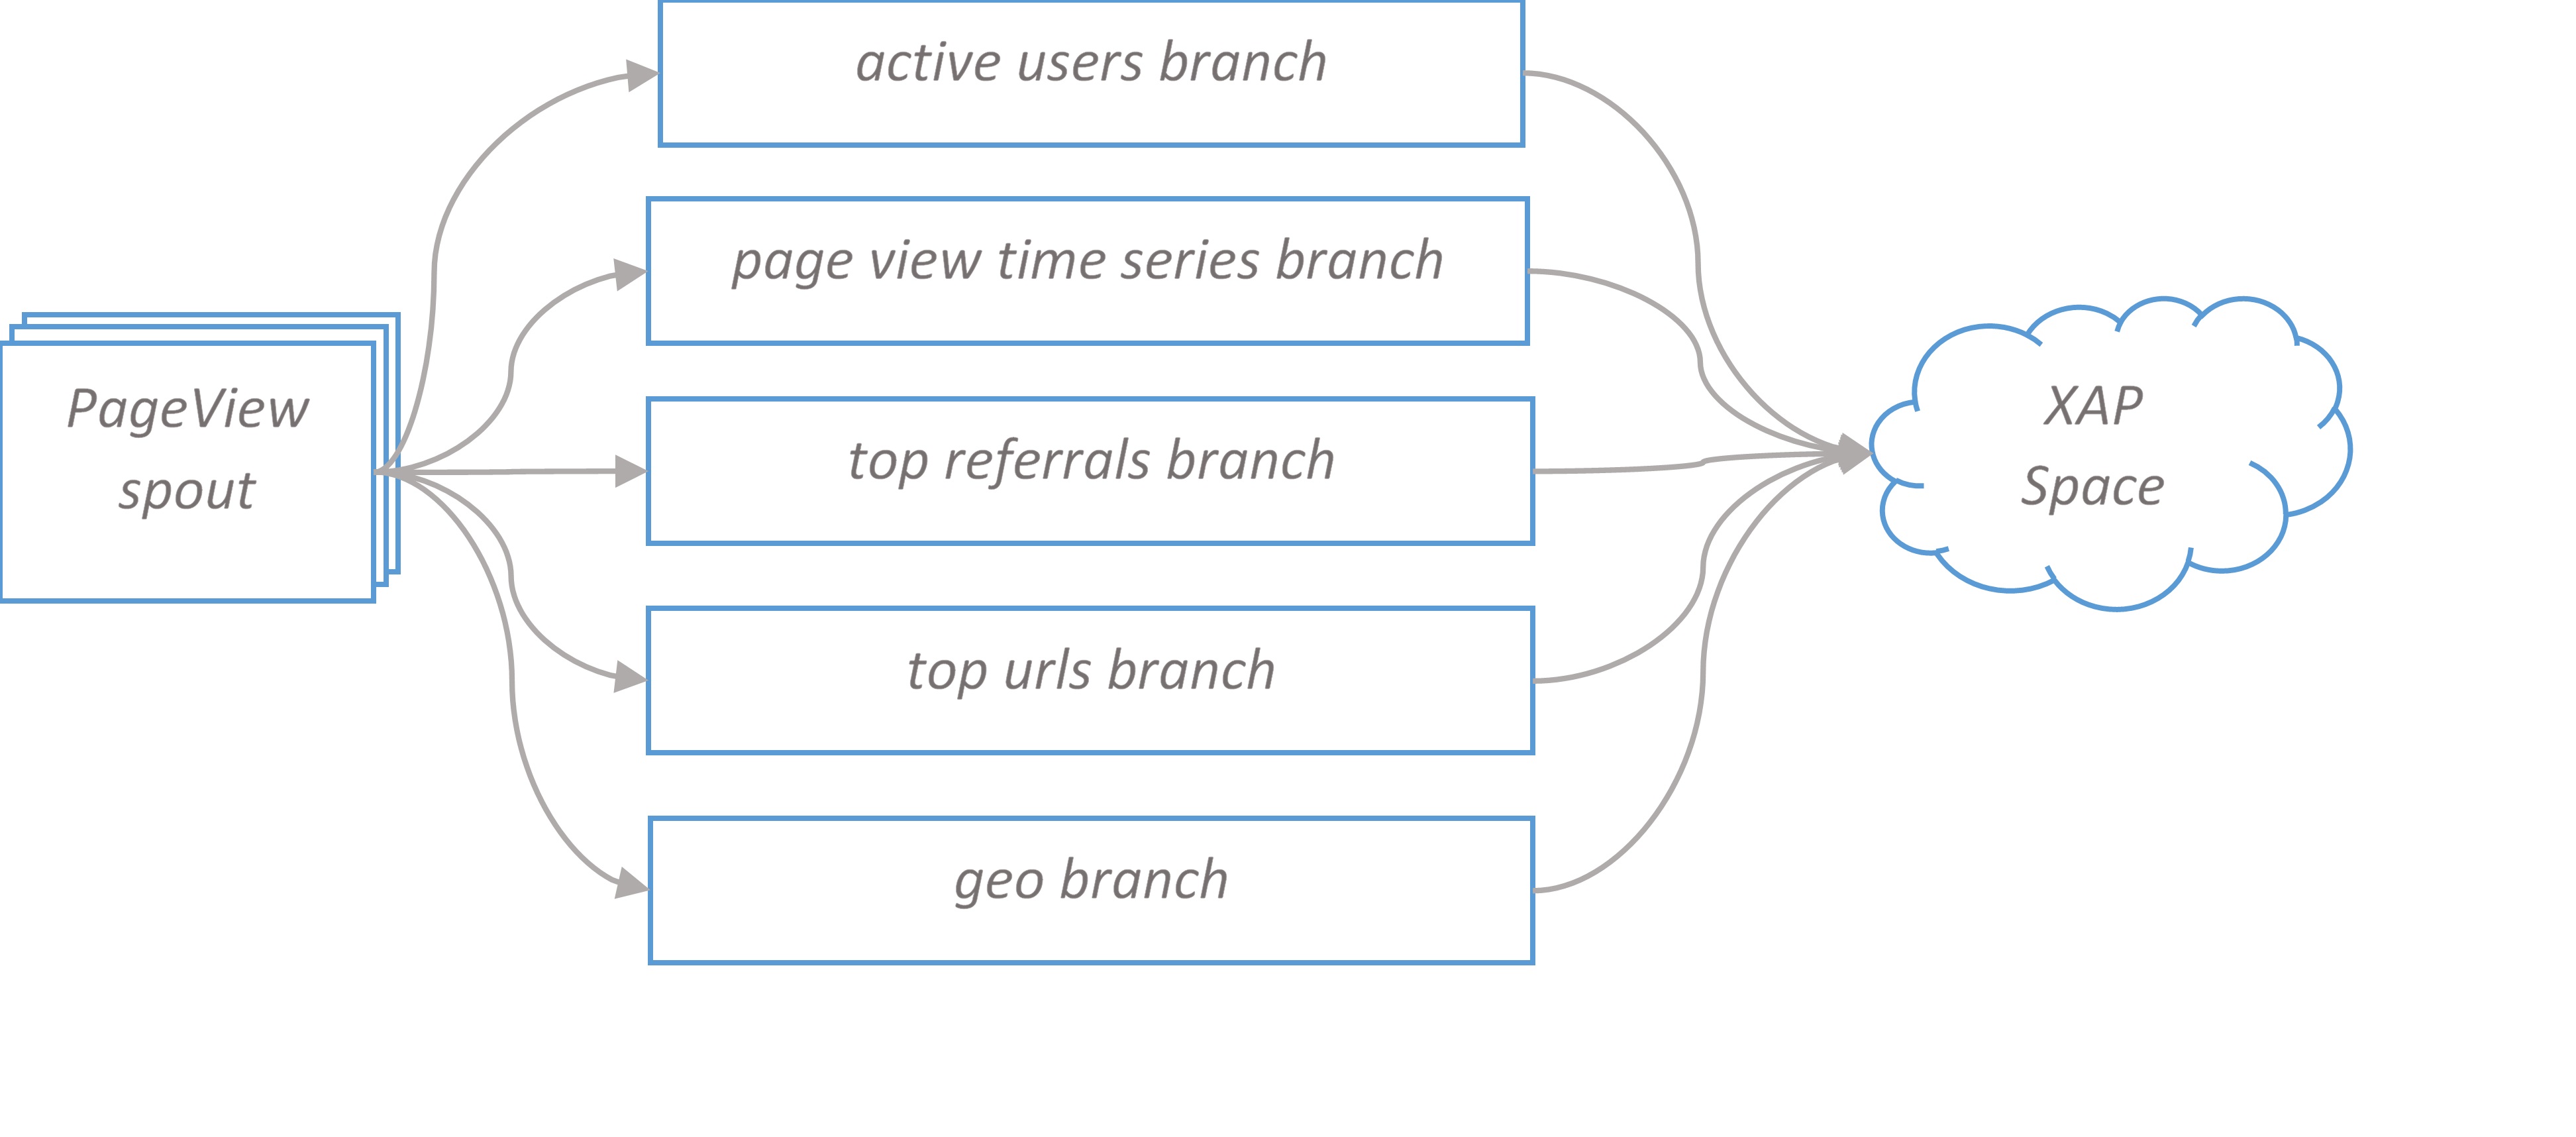 active users branch
page view time series branch
PageView
spout
top referrals branch
top urls branch
geo branch
XAP
Space